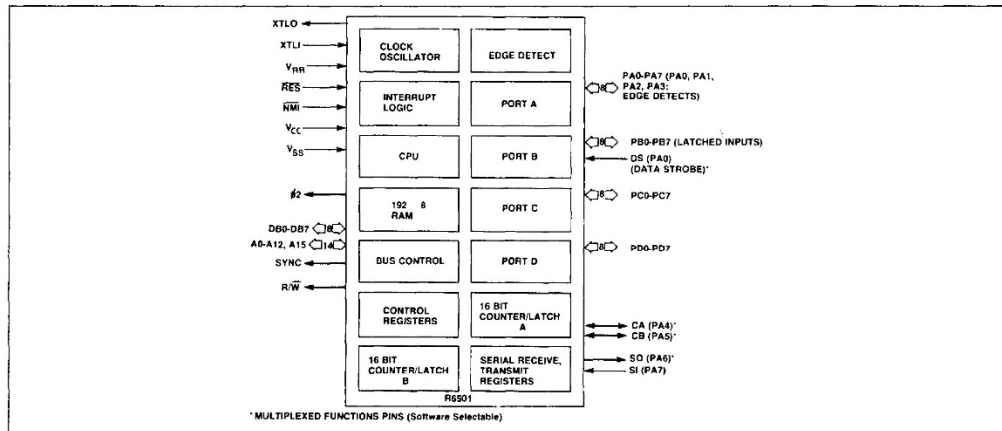 XTLO
XTLI
VRR
RES
NMI
VCC
VSS
ϕ2
DB0-DB7 8
A0-A12, A15 14
SYNC
R/W
CLOCK
OSCILLATOR
EDGE DETECT
INTERRUPT
LOGIC
PORT A
CPU
PORT B
192 8
RAM
PORT C
BUS CONTROL
PORT D
CONTROL
REGISTERS
16 BIT
COUNTER/LATCH
A
16 BIT
COUNTER/LATCH
B
SERIAL RECEIVE,
TRANSMIT
REGISTERS
R6501
8 PA0-PA7 (PA0, PA1,
PA2, PA3:
EDGE DETECTS)
8 PB0-PB7 (LATCHED INPUTS)
DS (PA0)
(DATA STROBE)*
8 PC0-PC7
8 PD0-PD7
CA (PA4)*
CB (PA5)*
SO (PA6)*
SI (PA7)
* MULTIPLEXED FUNCTIONS PINS (Software Selectable)